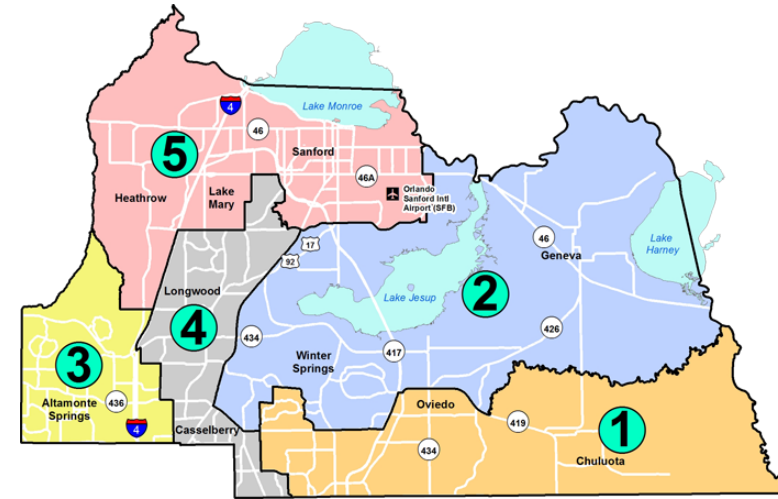 4
Lake Monroe
46
5
Sanford
46A
Heathrow
Lake
Mary
Orlando
Sanford Intl
Airport (SFB)
17
92
46
Geneva
Lake
Harney
Longwood
Lake Jesup
2
4
434
426
417
3
Winter
Springs
Altamonte
Springs
436
4
Casselberry
Oviedo
419
1
434
Chuluota